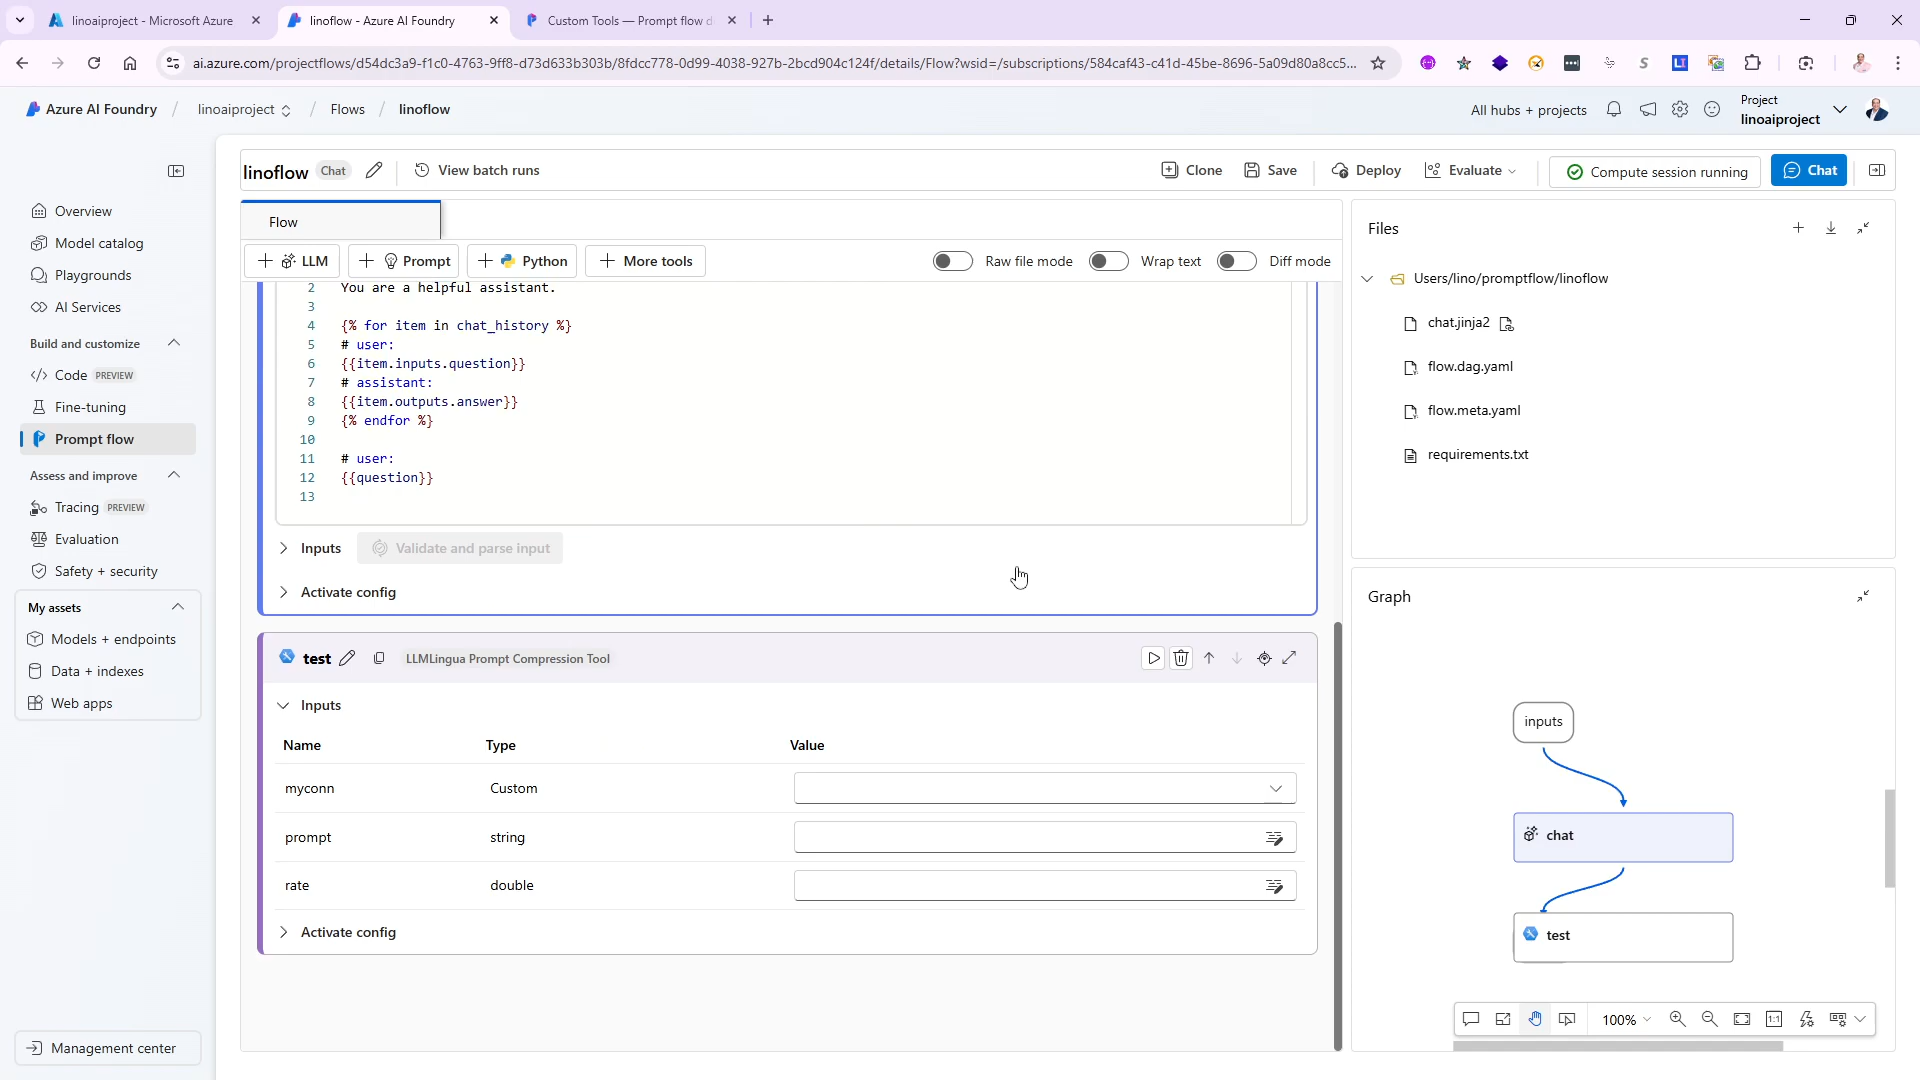 linoaiproject - Microsoft Azure
linoflow - Azure AI Foundry
Custom Tools — Prompt flow d
ai.azure.com/projectflows/d54dc3a9-f1c0-4763-9ff8-d73d633b303b/8fdcc778-0d99-4038-927b-2bcd904c124f/details/Flow?wsid=/subscriptions/584caf43-c41d-45be-8696-5a09d80a8cc5...
Azure AI Foundry / linoaiproject / Flows / linoflow
All hubs + projects
Project
linoaiproject
linoflow Chat View batch runs
Clone Save Deploy Evaluate Compute session running Chat
Overview
Model catalog
Playgrounds
AI Services
Build and customize
Code PREVIEW
Fine-tuning
Prompt flow
Assess and improve
Tracing PREVIEW
Evaluation
Safety + security
My assets
Models + endpoints
Data + indexes
Web apps
Management center
Flow
LLM Prompt Python More tools Raw file mode Wrap text Diff mode
2 You are a helpful assistant.
3
4 {% for item in chat_history %}
5 # user:
6 {{item.inputs.question}}
7 # assistant:
8 {{item.outputs.answer}}
9 {% endfor %}
10
11 # user:
12 {{question}}
13
Inputs Validate and parse input
Activate config
test LLMLingua Prompt Compression Tool
Inputs
Name Type Value
myconn Custom
prompt string
rate double
Activate config
Files
Users/lino/promptflow/linoflow
chat.jinja2
flow.dag.yaml
flow.meta.yaml
requirements.txt
Graph
inputs
chat
test
100% 1:1